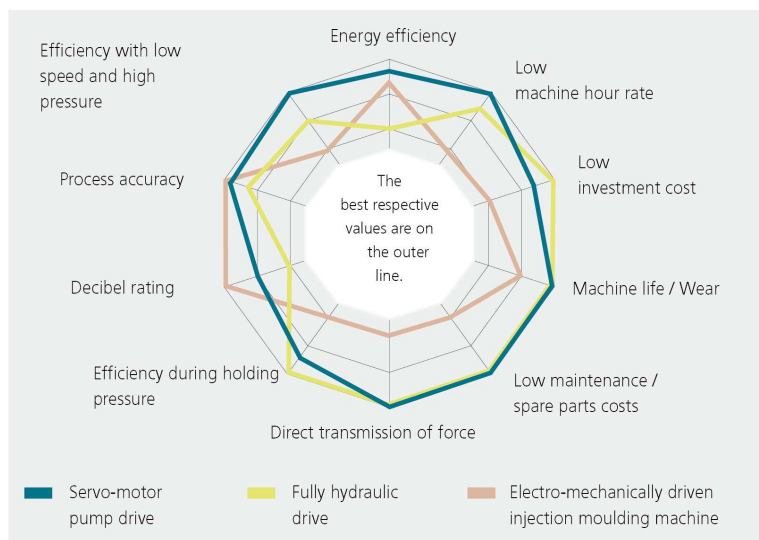 Energy efficiency
Low
machine hour rate
Low
investment cost
Machine life / Wear
Low maintenance /
spare parts costs
Direct transmission of force
Efficiency during holding
pressure
Decibel rating
Process accuracy
Efficiency with low
speed and high
pressure
The
best respective
values are on
the outer
line.
Servo-motor
pump drive
Fully hydraulic
drive
Electro-mechanically driven
injection moulding machine